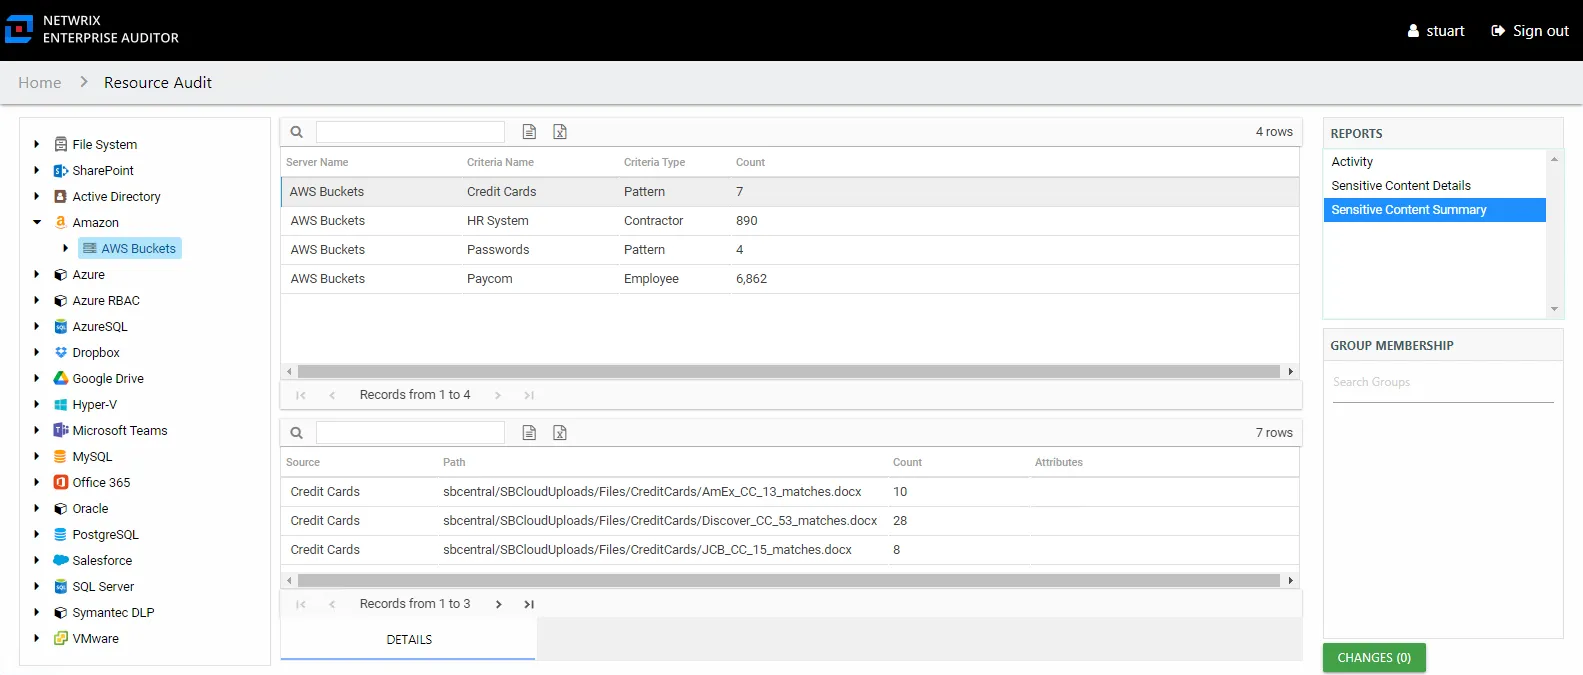 NETWRIX
ENTERPRISE AUDITOR
stuart
Sign out
Home
Resource Audit
File System
SharePoint
Active Directory
Amazon
AWS Buckets
Azure
Azure RBAC
AzureSQL
Dropbox
Google Drive
Hyper-V
Microsoft Teams
MySQL
Office 365
Oracle
PostgreSQL
Salesforce
SQL Server
Symantec DLP
VMware
4 rows
Server Name Criteria Name Criteria Type Count
AWS Buckets Credit Cards Pattern 7
AWS Buckets HR System Contractor 890
AWS Buckets Passwords Pattern 4
AWS Buckets Paycom Employee 6,862
Records from 1 to 4
7 rows
Source Path Count Attributes
Credit Cards sbcentral/SBCloudUploads/Files/CreditCards/AmEx_CC_13_matches.docx 10
Credit Cards sbcentral/SBCloudUploads/Files/CreditCards/Discover_CC_53_matches.docx 28
Credit Cards sbcentral/SBCloudUploads/Files/CreditCards/JCB_CC_15_matches.docx 8
Records from 1 to 3
DETAILS
REPORTS
Activity
Sensitive Content Details
Sensitive Content Summary
GROUP MEMBERSHIP
Search Groups
CHANGES (0)